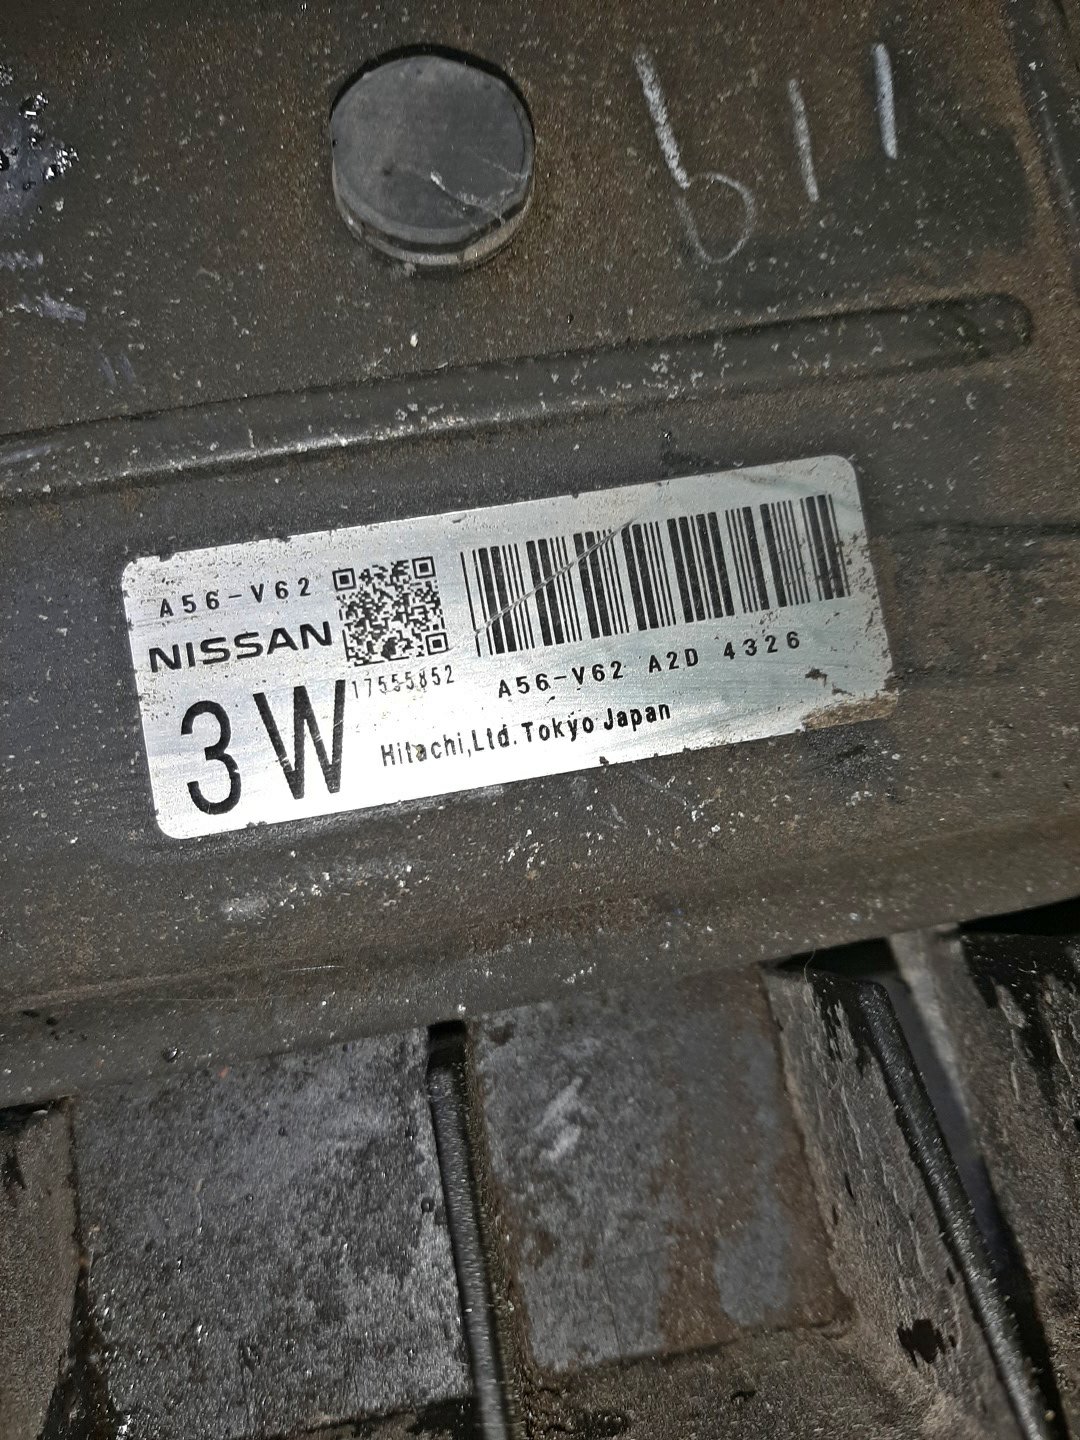 611
A56-V62
NISSAN
17555852
3W
A56-V62 A2D 4326
Hitachi,Ltd.Tokyo Japan